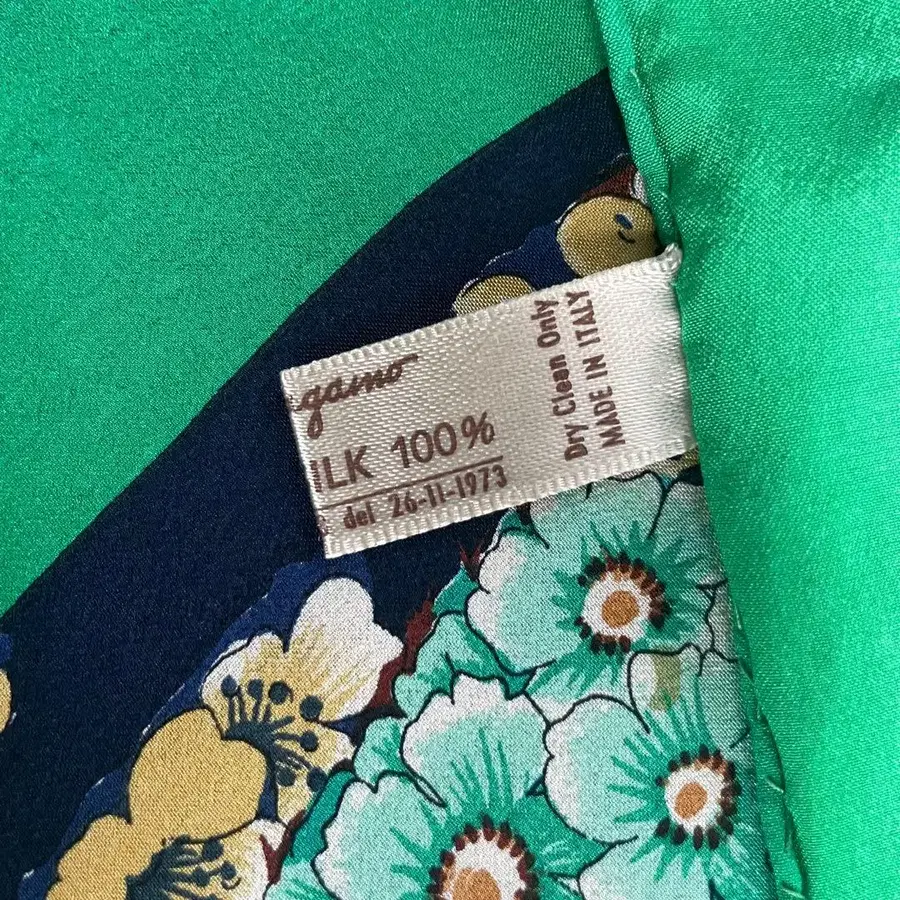 gamo
ILK 100%
del 26-11-1973
Dry Clean Only
MADE IN ITALY